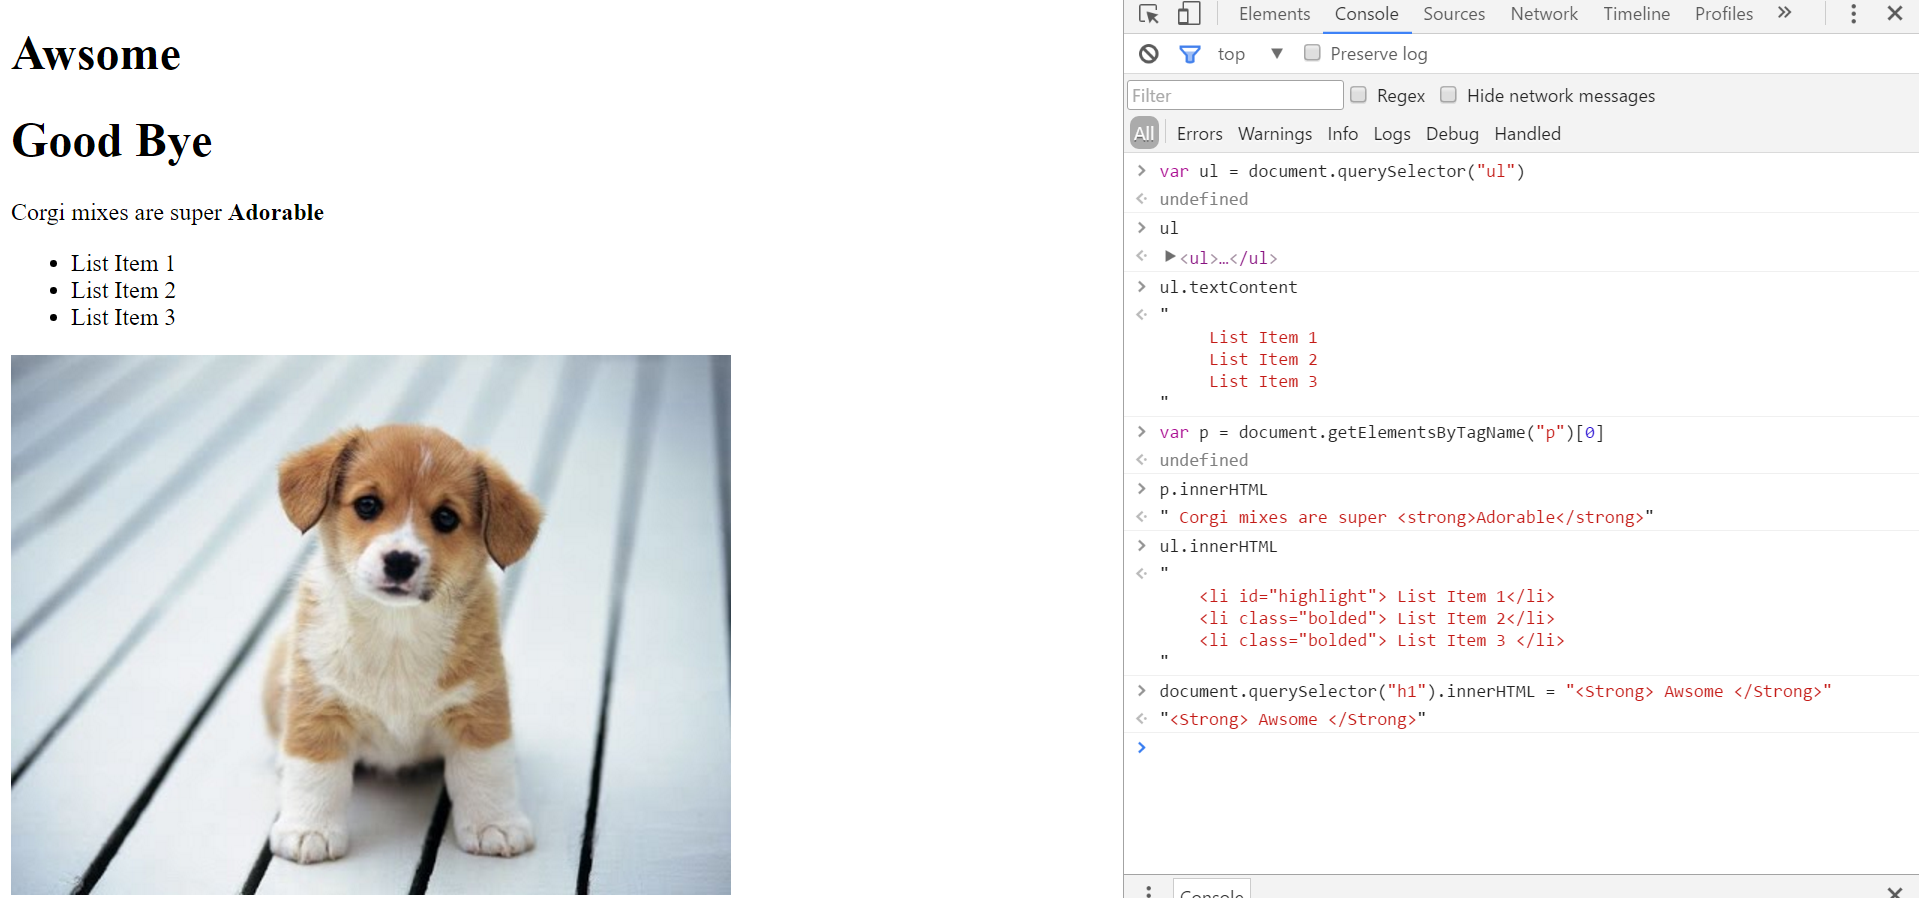 Awsome
Good Bye
Corgi mixes are super Adorable
• List Item 1
• List Item 2
• List Item 3
Elements Console Sources Network Timeline Profiles »
top ▼ Preserve log
Filter Regex Hide network messages
All Errors Warnings Info Logs Debug Handled
> var ul = document.querySelector("ul")
undefined
> ul
▶<ul>…</ul>
> ul.textContent
"
List Item 1
List Item 2
List Item 3
"
> var p = document.getElementsByTagName("p")[0]
undefined
> p.innerHTML
" Corgi mixes are super <strong>Adorable</strong>"
> ul.innerHTML
"
<li id="highlight"> List Item 1</li>
<li class="bolded"> List Item 2</li>
<li class="bolded"> List Item 3 </li>
"
> document.querySelector("h1").innerHTML = "<Strong> Awsome </Strong>"
"<Strong> Awsome </Strong>"
>
Console